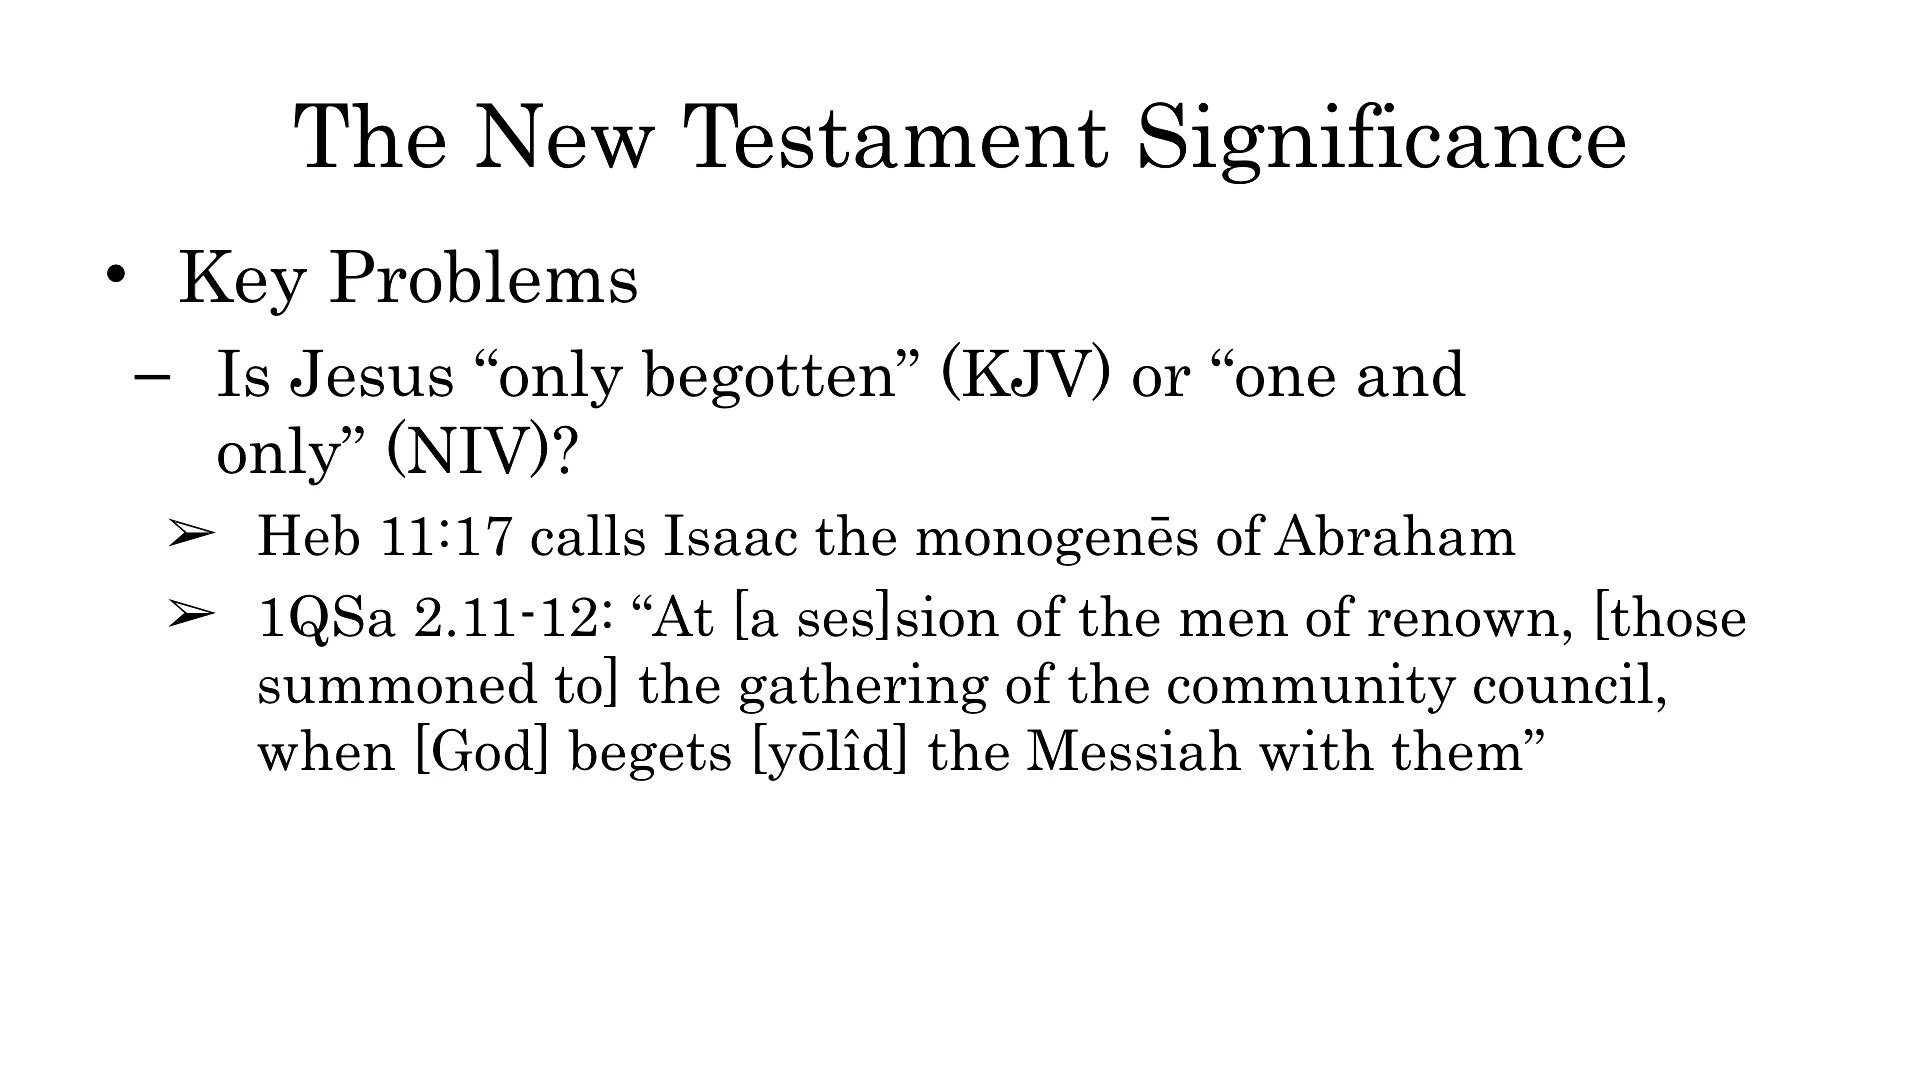 The New Testament Significance
• Key Problems
– Is Jesus “only begotten” (KJV) or “one and
only” (NIV)?
➢ Heb 11:17 calls Isaac the monogenēs of Abraham
➢ 1QSa 2.11-12: “At [a ses]sion of the men of renown, [those
summoned to] the gathering of the community council,
when [God] begets [yōlîd] the Messiah with them”